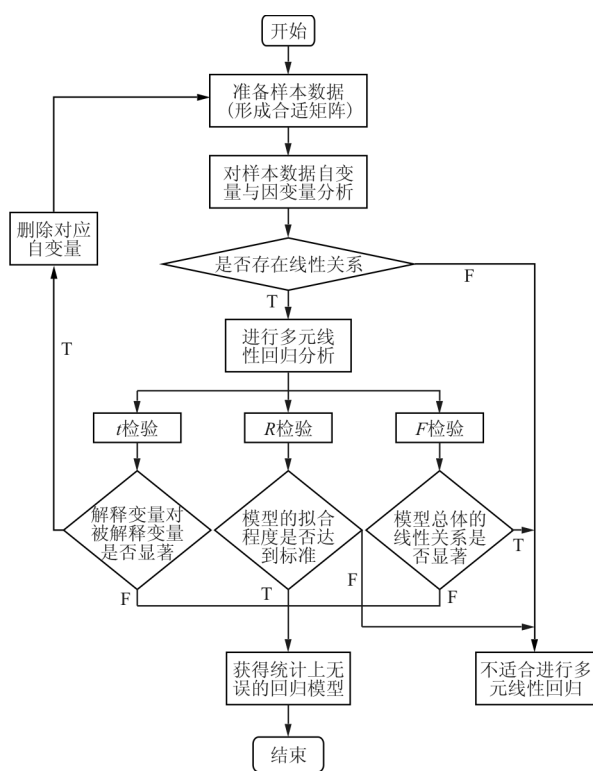 开始
准备样本数据
(形成合适矩阵)
对样本数据自变
量与因变量分析
删除对应
自变量
是否存在线性关系
F
T
进行多元线
性回归分析
T
t检验
R检验
F检验
解释变量对
被解释变量
是否显著
模型的拟合
程度是否达
到标准
模型总体的
线性关系是
否显著
T
F
F
T
F
获得统计上无
误的回归模型
不适合进行多
元线性回归
结束